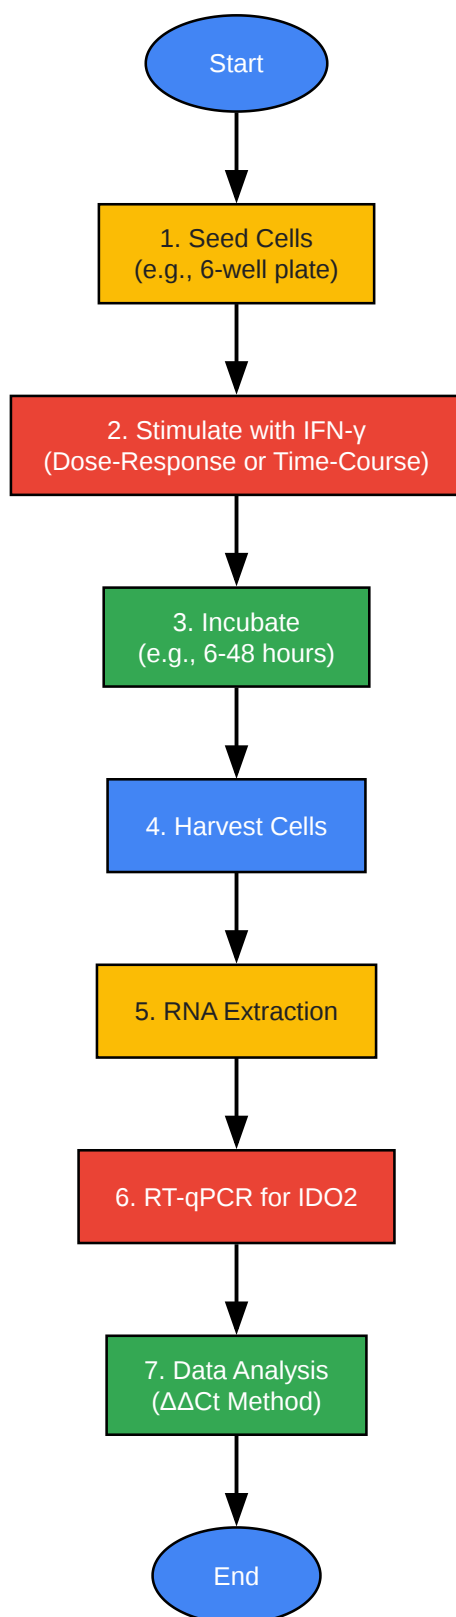 Start
1. Seed Cells
(e.g., 6-well plate)
2. Stimulate with IFN-γ
(Dose-Response or Time-Course)
3. Incubate
(e.g., 6-48 hours)
4. Harvest Cells
5. RNA Extraction
6. RT-qPCR for IDO2
7. Data Analysis
(ΔΔCt Method)
End